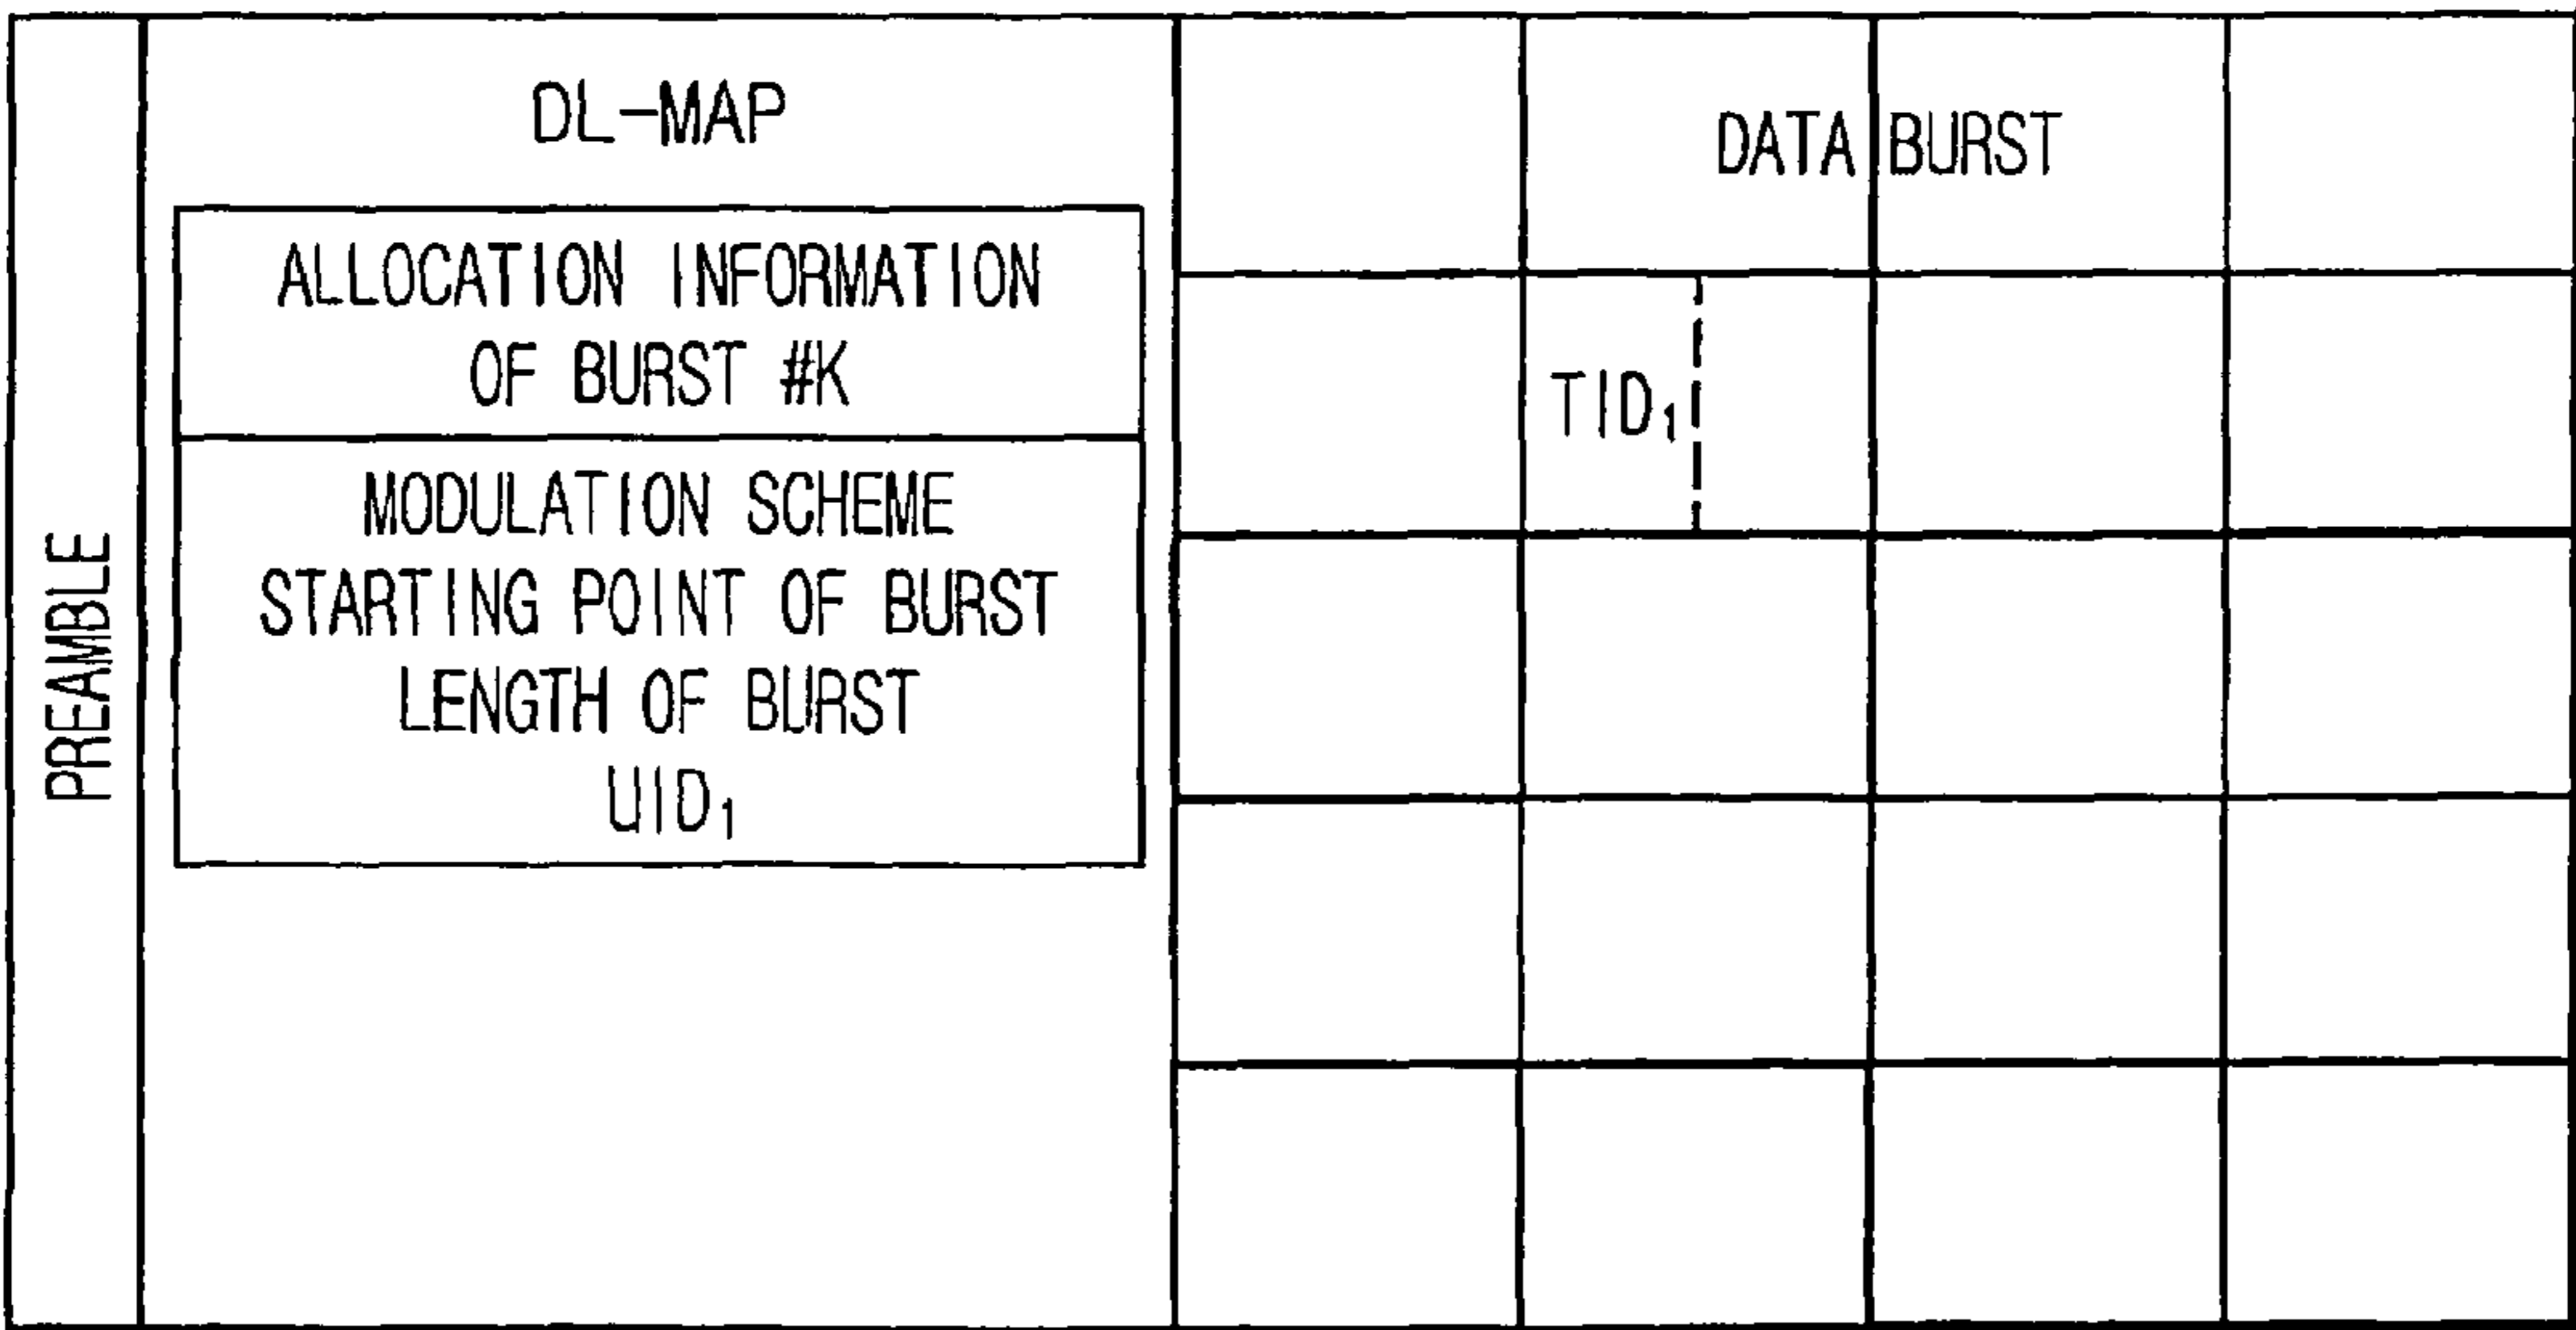 PREAMBLE
DL-MAP
ALLOCATION INFORMATION
OF BURST #K
MODULATION SCHEME
STARTING POINT OF BURST
LENGTH OF BURST
UID₁
DATA BURST
TID₁